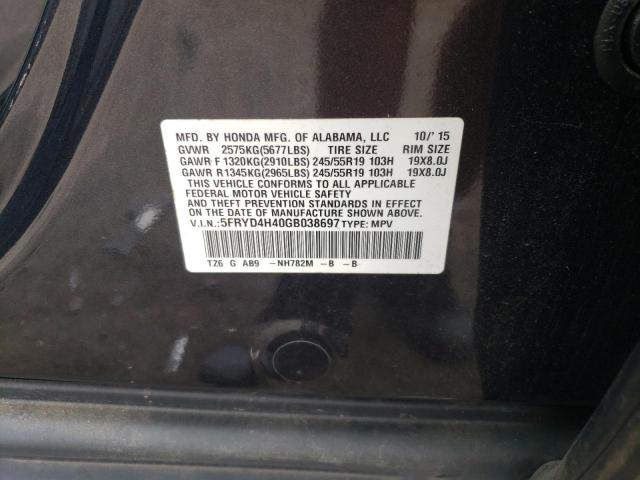 MFD. BY HONDA MFG. OF ALABAMA, LLC 10/'15
GVWR 2575KG(5677LBS) TIRE SIZE RIM SIZE
GAWR F 1320KG(2910LBS) 245/55R19 103H 19X8.0J
GAWR R1345KG(2965LBS) 245/55R19 103H 19X8.0J
THIS VEHICLE CONFORMS TO ALL APPLICABLE
FEDERAL MOTOR VEHICLE SAFETY
AND THEFT PREVENTION STANDARDS IN EFFECT
ON THE DATE OF MANUFACTURE SHOWN ABOVE.
V.I.N.:5FRYD4H40GB038697 TYPE: MPV
TZ6 G AB9 -NH782M -B -B